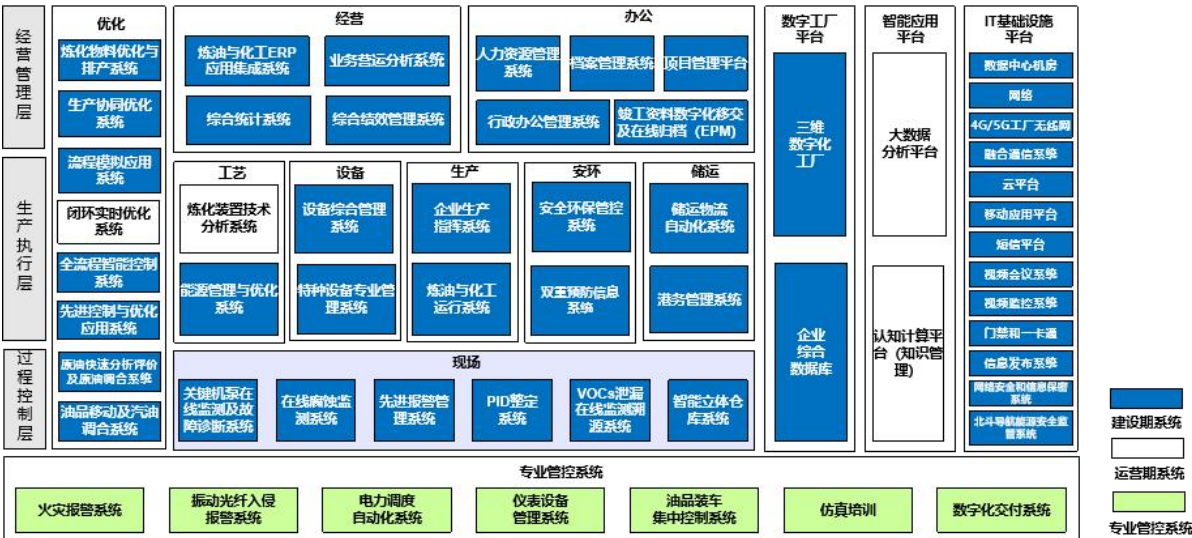 经营管理层
生产执行层
过程控制层
优化
炼化物料优化与
排产系统
生产协同优化
系统
流程模拟应用
系统
闭环实时优化
系统
全流程智能控制
系统
先进控制与优化
应用系统
原油快速分析评价
及原油调合系统
油品移动及汽油
调合系统
经营
炼油与化工ERP
应用集成系统
业务营运分析系统
综合统计系统
综合绩效管理系统
办公
人力资源管理
系统
档案管理系统
项目管理平台
行政办公管理系统
竣工资料数字化移交
及在线归档（EPM）
工艺
炼化装置技术
分析系统
能源管理与优化
系统
设备
设备综合管理
系统
特种设备专业管
理系统
生产
企业生产
指挥系统
炼油与化工
运行系统
安环
安全环保管控
系统
双重预防信息
系统
储运
储运物流
自动化系统
港务管理系统
现场
关键机泵在
线监测及故
障诊断系统
在线腐蚀监
测系统
先进报警管
理系统
PID整定
系统
VOCs泄漏
在线监测溯
源系统
智能立体仓
库系统
数字工厂
平台
三维
数字化
工厂
企业
综合
数据库
智能应用
平台
大数据
分析平台
认知计算平
台（知识管
理）
IT基础设施
平台
数据中心机房
网络
4G/5G工厂无线网
融合通信系统
云平台
移动应用平台
短信平台
视频会议系统
视频监控系统
门禁和一卡通
信息发布系统
网络安全和信息保密
系统
北斗导航能源安全监
管系统
专业管控系统
火灾报警系统
振动光纤入侵
报警系统
电力调度
自动化系统
仪表设备
管理系统
油品装车
集中控制系统
仿真培训
数字化交付系统
建设期系统
运营期系统
专业管控系统